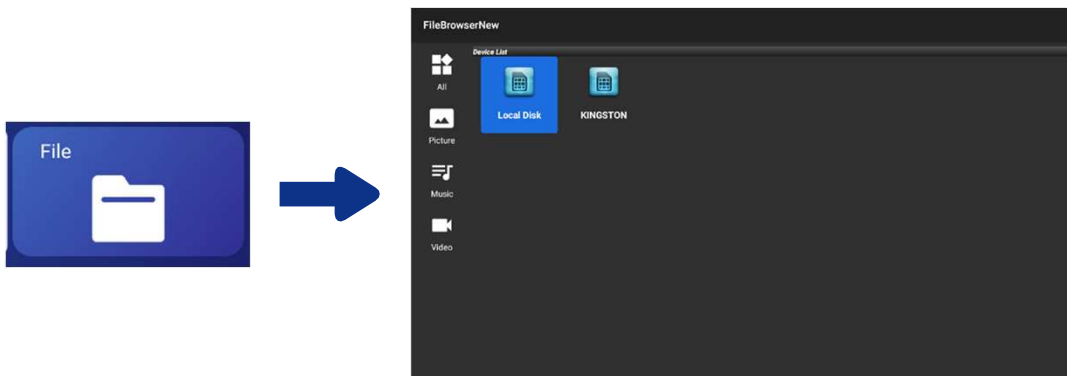 File
FileBrowserNew
Device List
All
Local Disk
KINGSTON
Picture
Music
Video